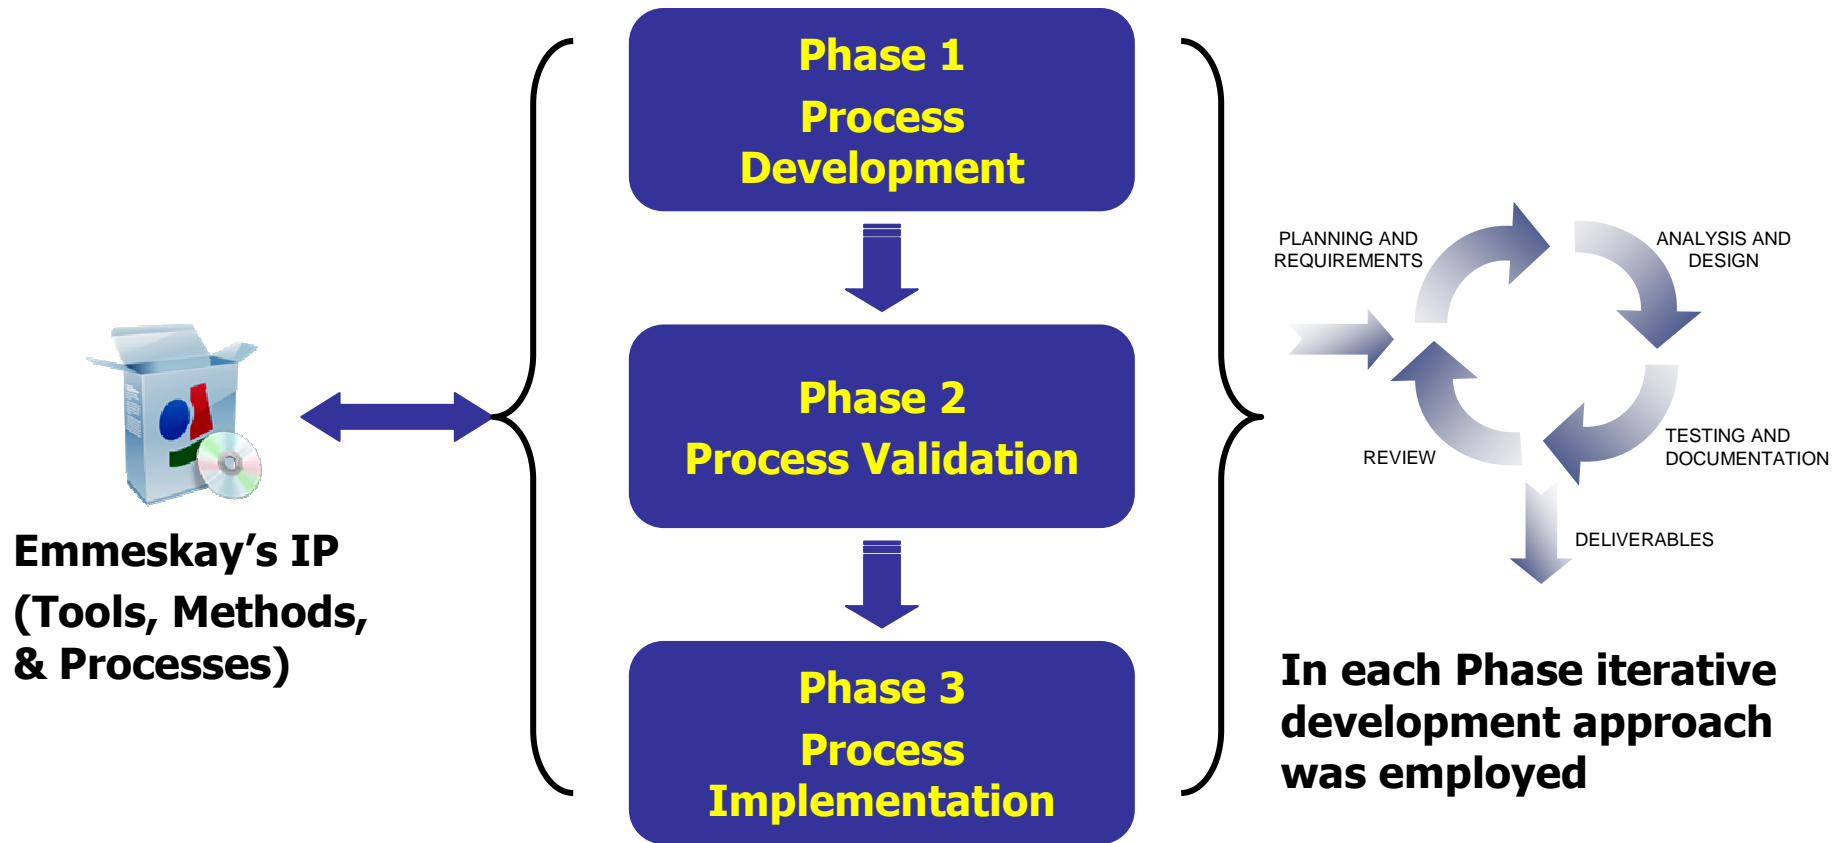 Phase 1
Process
Development
Phase 2
Process Validation
Phase 3
Process
Implementation
Emmeskay’s IP
(Tools, Methods,
& Processes)
PLANNING AND
REQUIREMENTS
ANALYSIS AND
DESIGN
TESTING AND
DOCUMENTATION
REVIEW
DELIVERABLES
In each Phase iterative
development approach
was employed